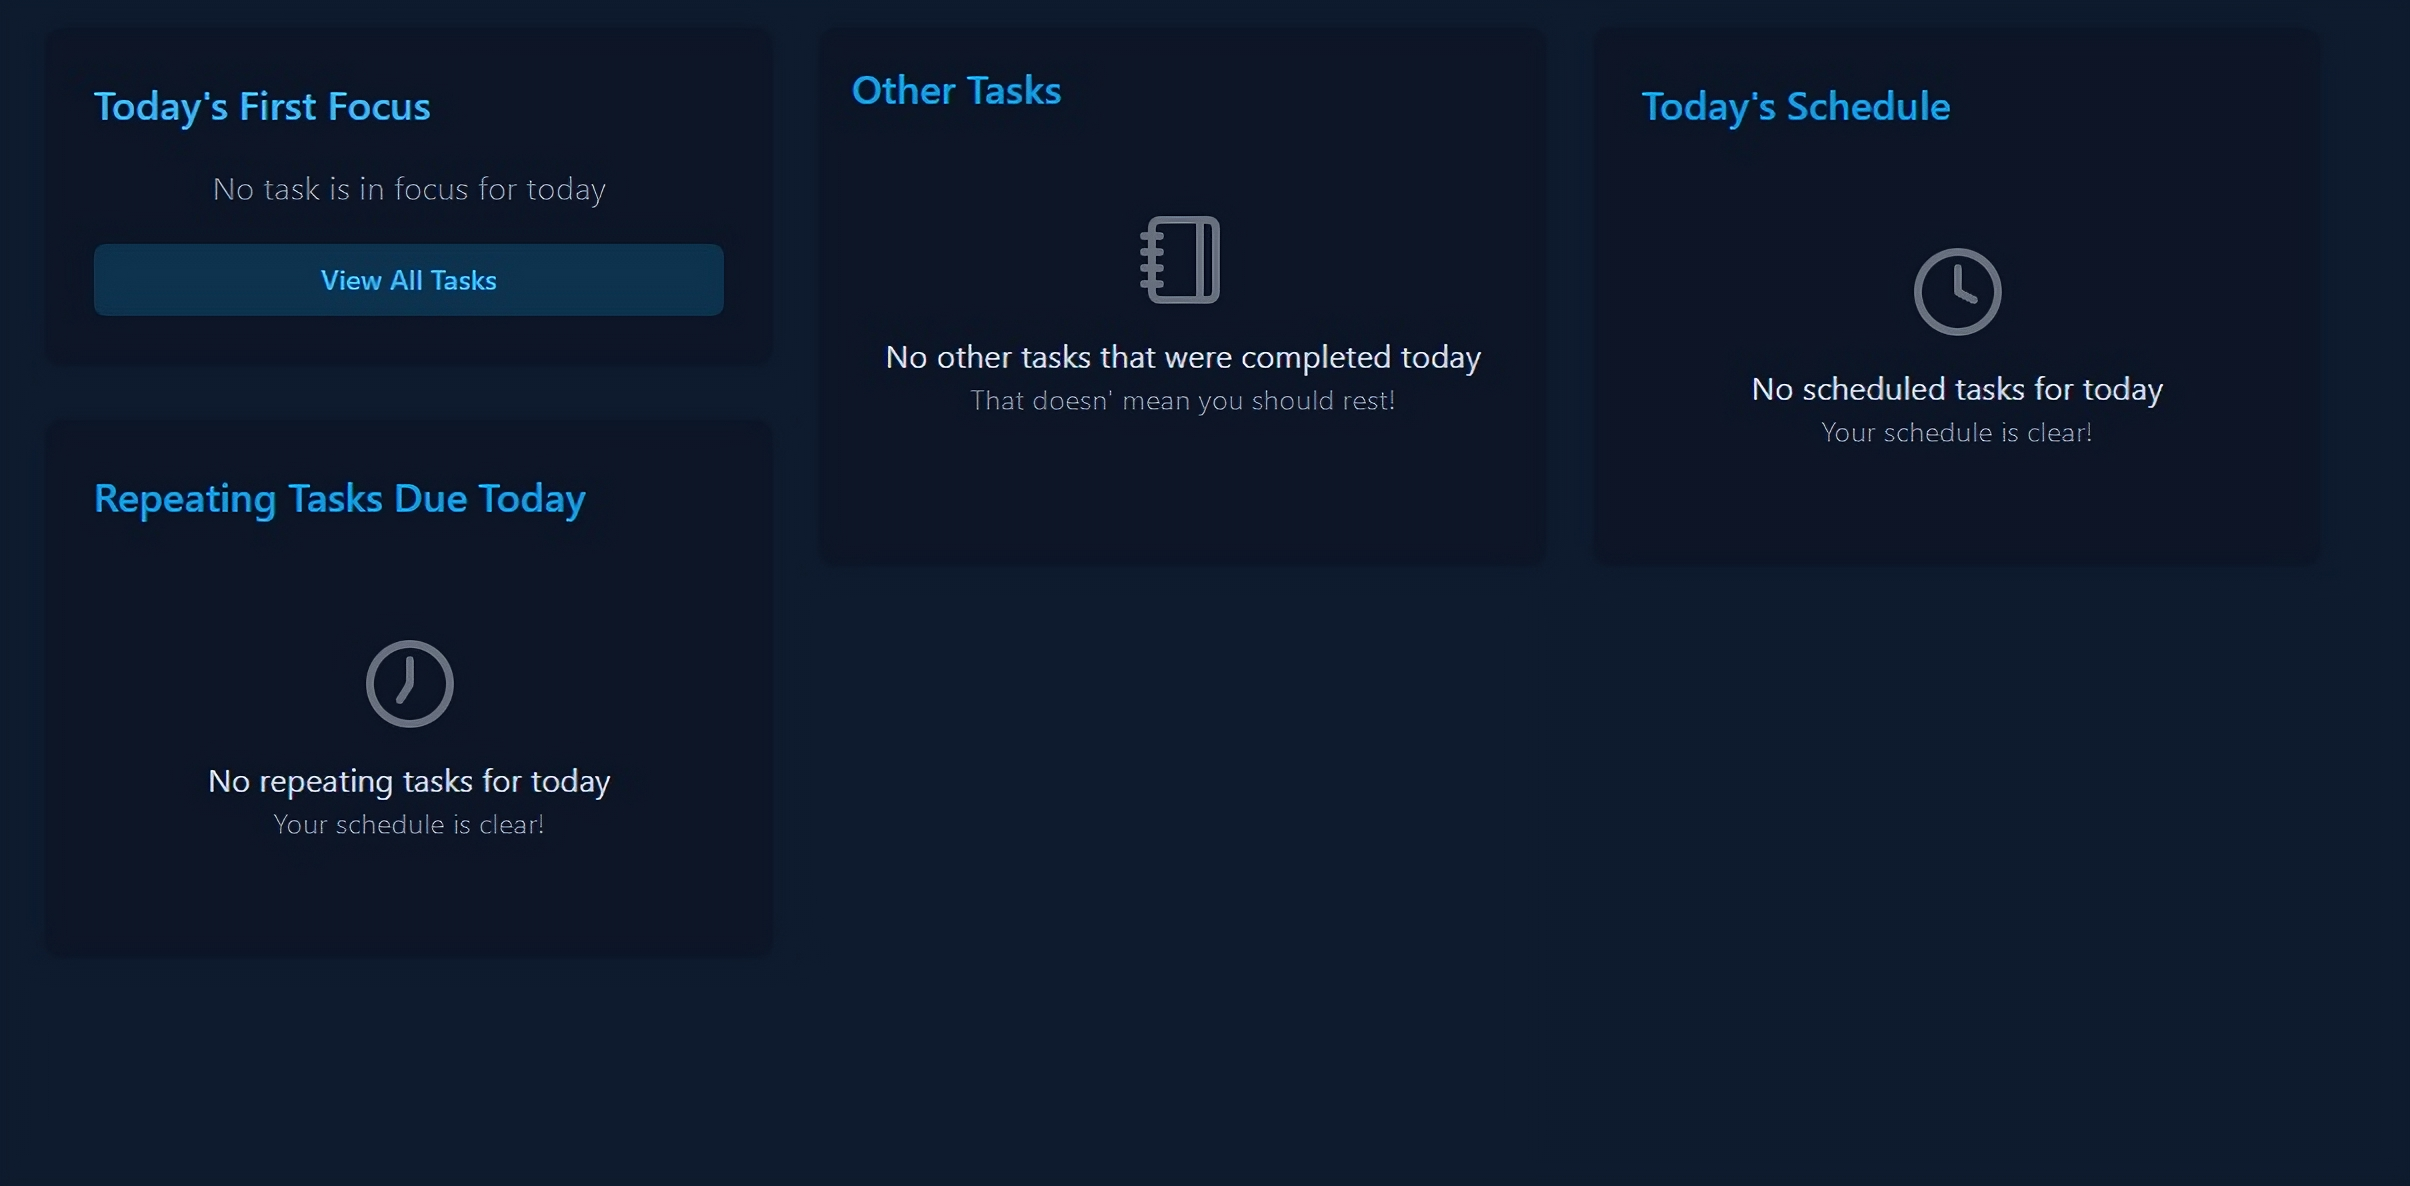 Today's First Focus
No task is in focus for today
View All Tasks
Repeating Tasks Due Today
No repeating tasks for today
Your schedule is clear!
Other Tasks
No other tasks that were completed today
That doesn' mean you should rest!
Today's Schedule
No scheduled tasks for today
Your schedule is clear!